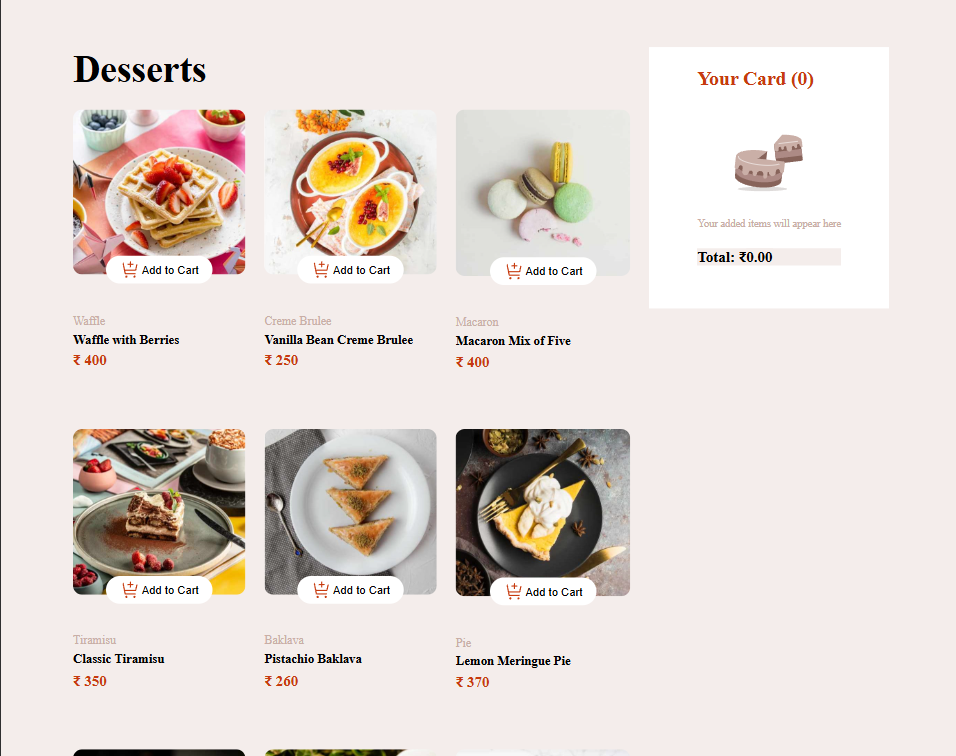 Desserts
Your Card (0)
Your added items will appear here
Total: ₹0.00
Add to Cart
Add to Cart
Add to Cart
Waffle
Waffle with Berries
₹ 400
Creme Brulee
Vanilla Bean Creme Brulee
₹ 250
Macaron
Macaron Mix of Five
₹ 400
Add to Cart
Add to Cart
Add to Cart
Tiramisu
Classic Tiramisu
₹ 350
Baklava
Pistachio Baklava
₹ 260
Pie
Lemon Meringue Pie
₹ 370